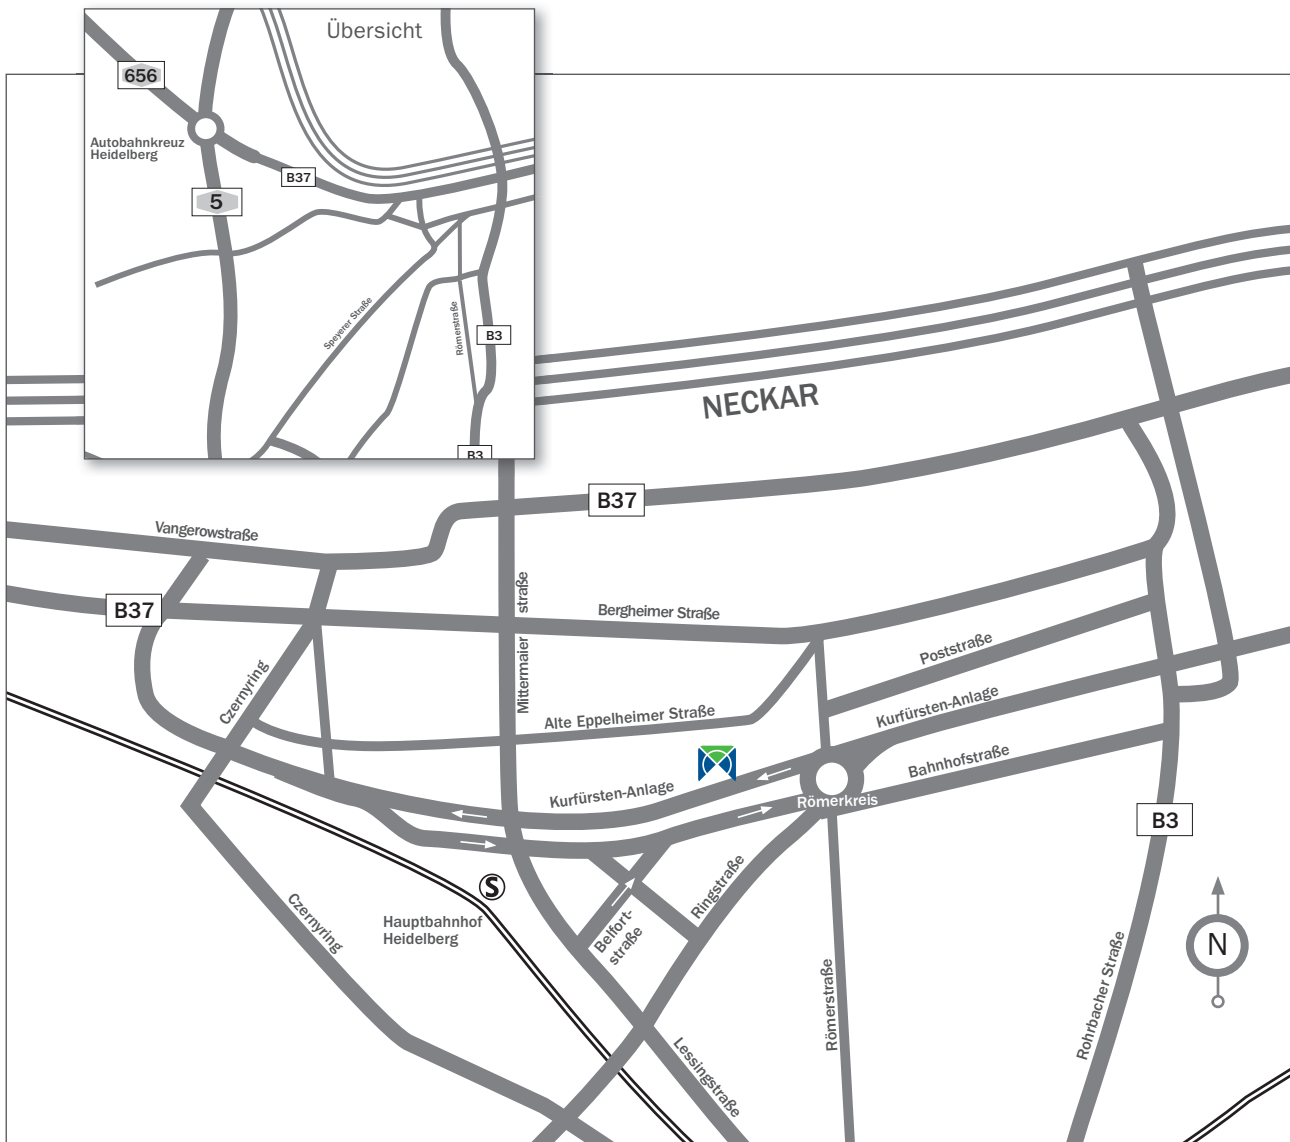 Übersicht
656
Autobahnkreuz
Heidelberg
B37
5
Speyerer Straße
Römerstraße
B3
B3
NECKAR
B37
Vangerowstraße
B37
Mittermaier straße
Bergheimer Straße
Poststraße
Czernyring
Alte Eppelheimer Straße
Kurfürsten-Anlage
Kurfürsten-Anlage
Bahnhofstraße
Römerkreis
B3
S
Hauptbahnhof
Heidelberg
Czernyring
Belfort-
straße
Ringstraße
Römerstraße
Rohrbacher Straße
N
Lessingstraße